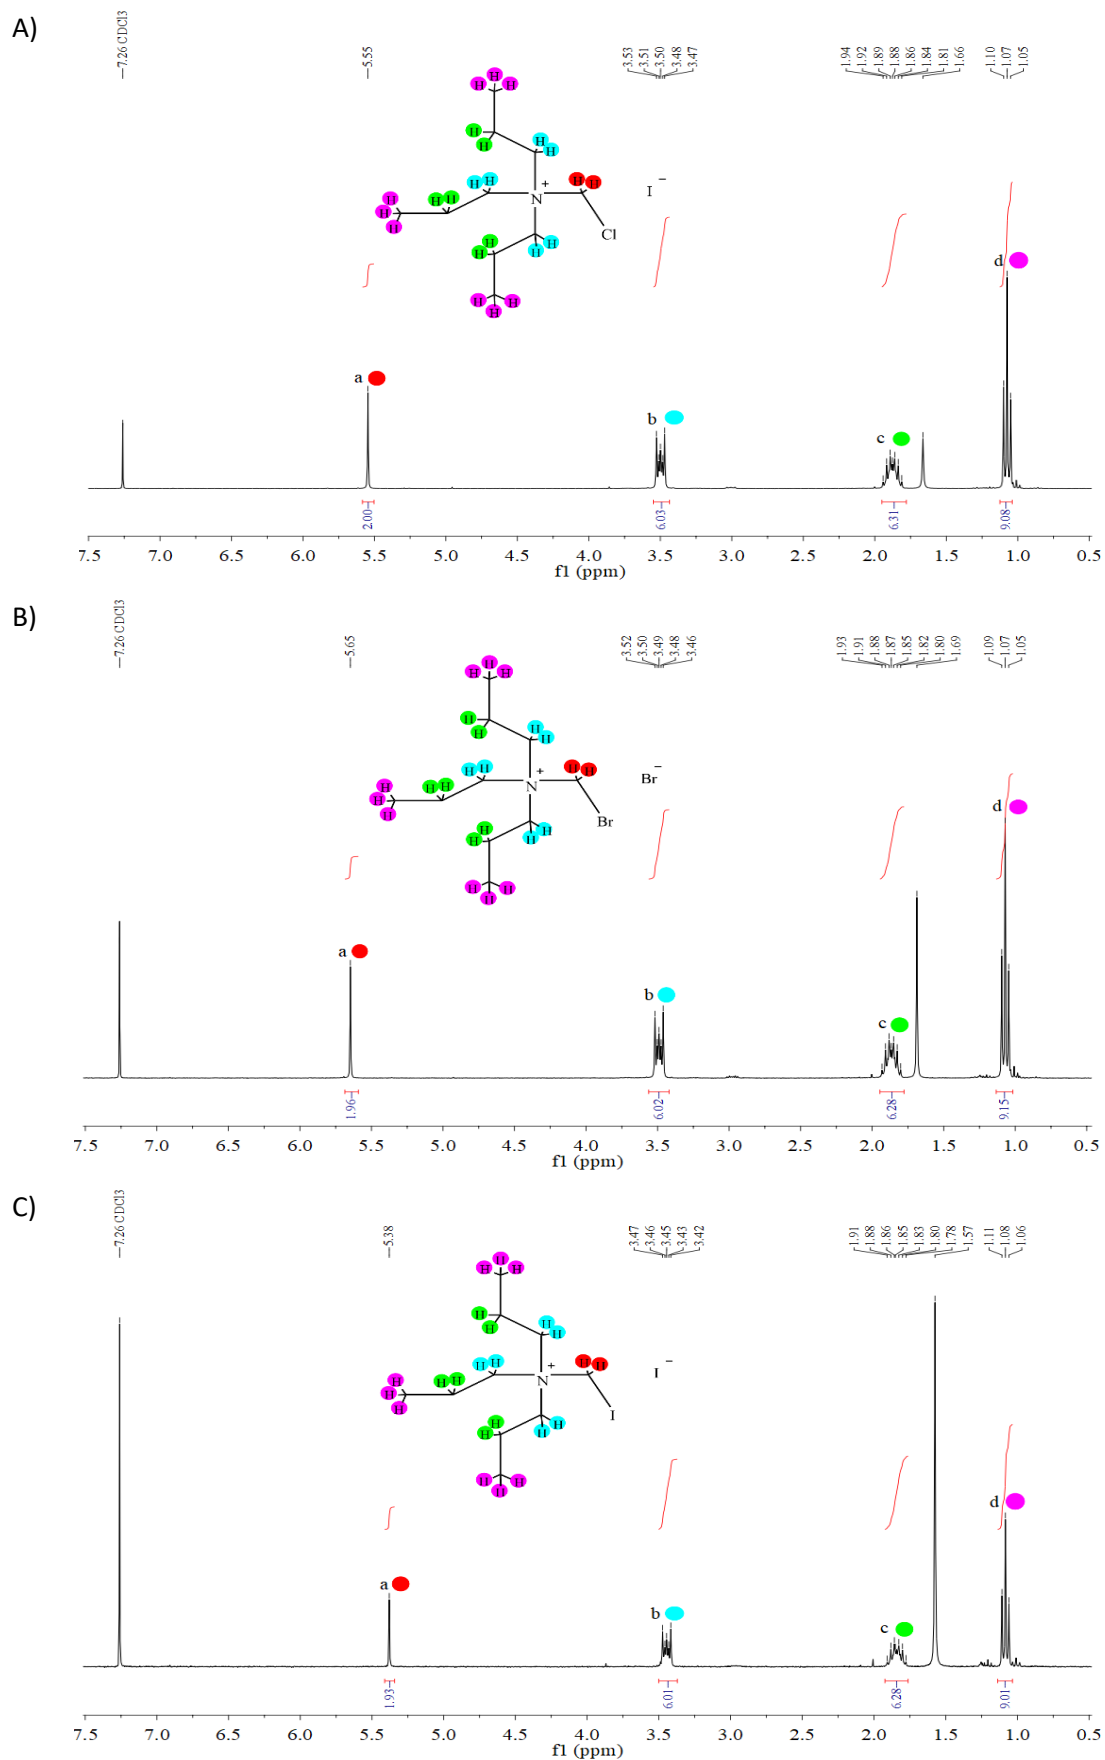 A)
7.26 CDCl3
5.55
3.53
3.51
3.50
3.48
3.47
1.94
1.92
1.89
1.88
1.86
1.84
1.81
1.66
1.10
1.07
1.05
H H H
H H
H H
H H H H H H H
N +
Cl
I −
H H H H
H H H
a
b
c
d
2.00
6.03
6.31
9.08
7.5 7.0 6.5 6.0 5.5 5.0 4.5 4.0 3.5 3.0 2.5 2.0 1.5 1.0 0.5
f1 (ppm)
B)
7.26 CDCl3
5.65
3.52
3.50
3.49
3.48
3.46
1.93
1.91
1.88
1.87
1.85
1.82
1.80
1.69
1.09
1.07
1.05
H H H
H H
H H
H H H H H H H
N +
Br
Br −
H H H H
H H H
a
b
c
d
1.96
6.02
6.28
9.15
7.5 7.0 6.5 6.0 5.5 5.0 4.5 4.0 3.5 3.0 2.5 2.0 1.5 1.0 0.5
f1 (ppm)
C)
7.26 CDCl3
5.38
3.47
3.46
3.45
3.43
3.42
1.91
1.88
1.86
1.85
1.83
1.80
1.78
1.57
1.11
1.08
1.06
H H H
H H
H H
H H H H H H H
N +
I
I −
H H H H
H H H
a
b
c
d
1.93
6.01
6.28
9.01
7.5 7.0 6.5 6.0 5.5 5.0 4.5 4.0 3.5 3.0 2.5 2.0 1.5 1.0 0.5
f1 (ppm)